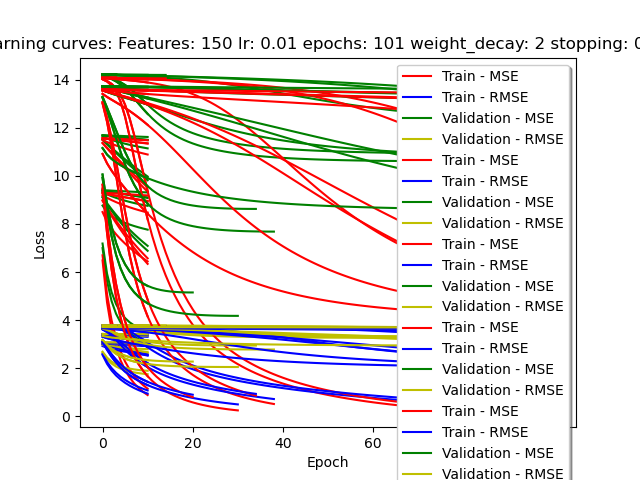 arning curves: Features: 150 lr: 0.01 epochs: 101 weight_decay: 2 stopping: 0
14
12
10
8
6
4
2
0
Loss
0 20 40 60
Epoch
Train - MSE
Train - RMSE
Validation - MSE
Validation - RMSE
Train - MSE
Train - RMSE
Validation - MSE
Validation - RMSE
Train - MSE
Train - RMSE
Validation - MSE
Validation - RMSE
Train - MSE
Train - RMSE
Validation - MSE
Validation - RMSE
Train - MSE
Train - RMSE
Validation - MSE
Validation - RMSE